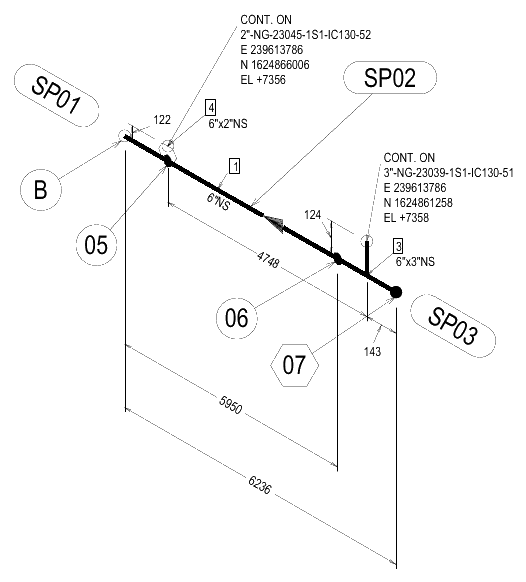 CONT. ON
2"-NG-23045-1S1-IC130-52
E 239613786
N 1624866006
EL +7356
SP01
SP02
122
4
6"x2"NS
CONT. ON
3"-NG-23039-1S1-IC130-51
E 239613786
N 1624861258
EL +7358
1
B
6"NS
124
05
3
6"x3"NS
4748
06
SP03
07
143
5950
6236